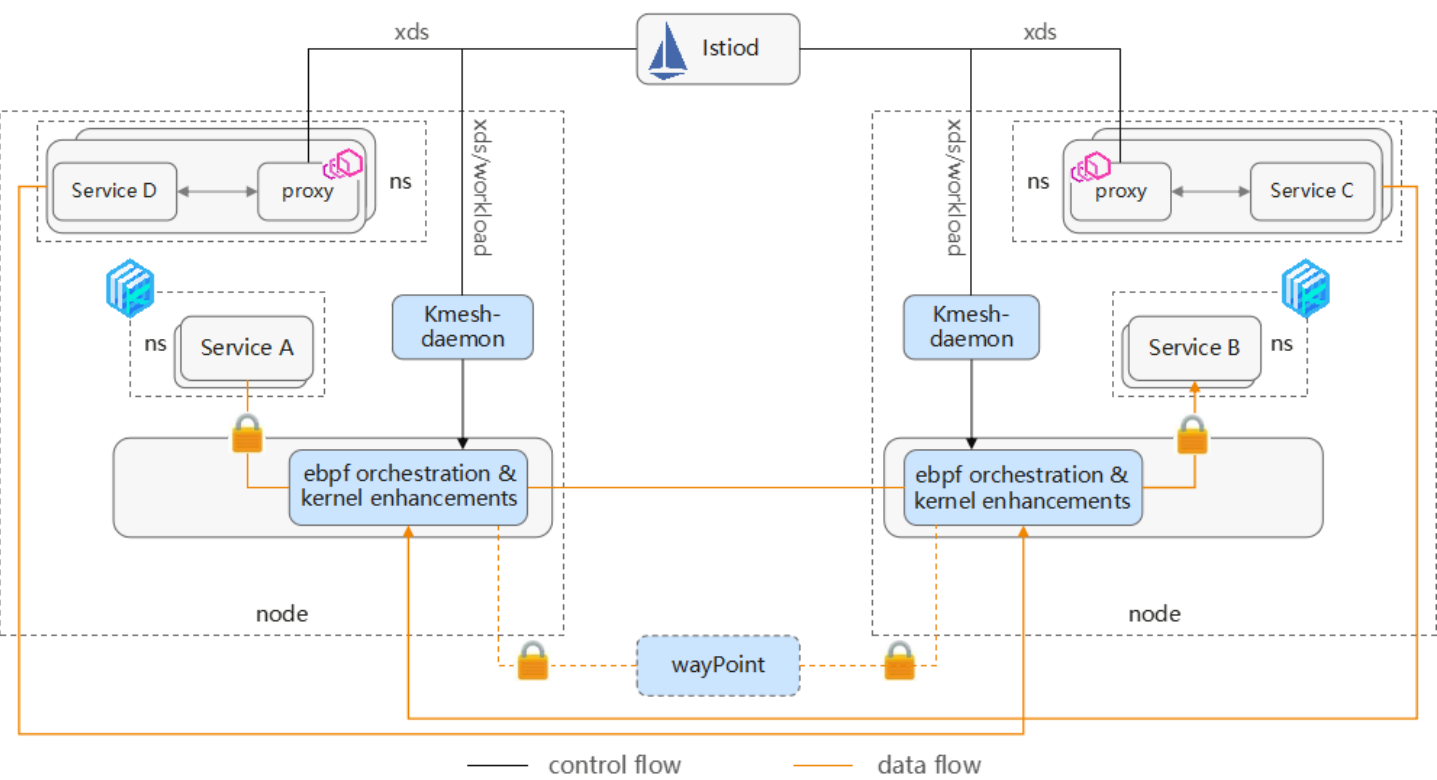 xds
Istiod
xds
Service D
proxy
ns
xds/workload
xds/workload
ns
proxy
Service C
ns
Service A
Kmesh-
daemon
Kmesh-
daemon
Service B
ns
ebpf orchestration &
kernel enhancements
ebpf orchestration &
kernel enhancements
node
node
wayPoint
control flow
data flow